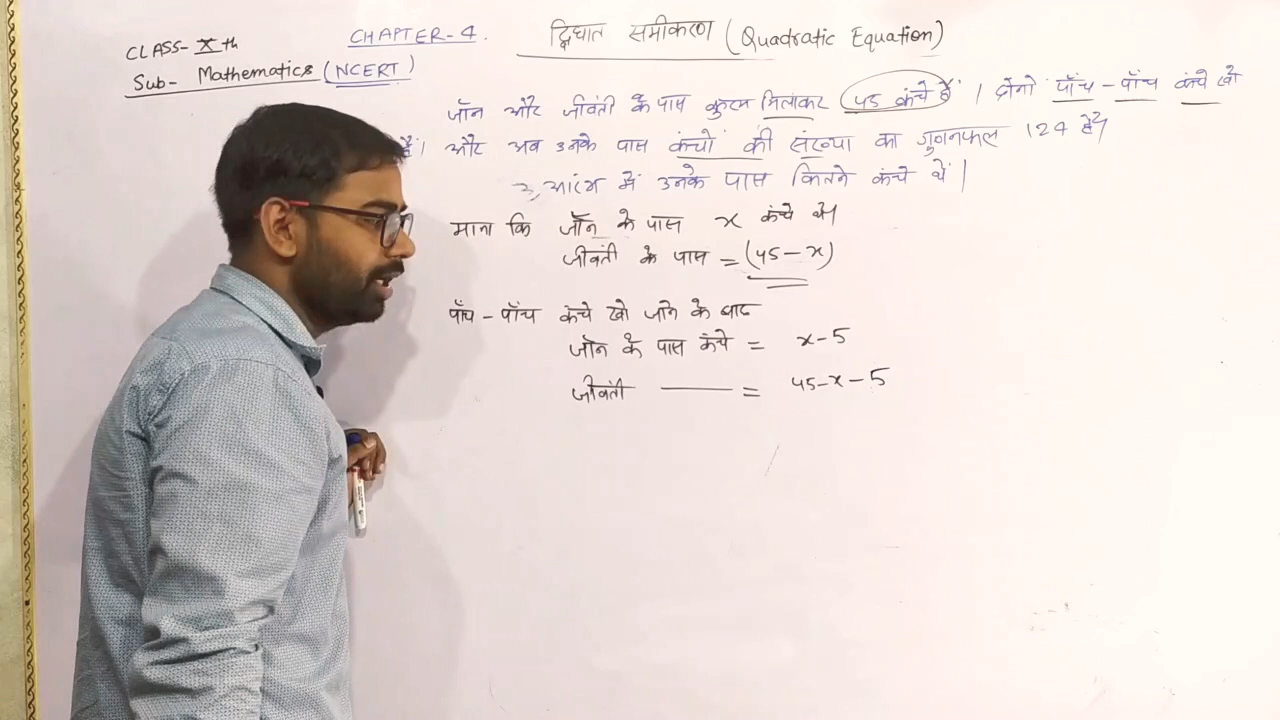 CLASS- Xth
Sub- Mathematics (NCERT)
CHAPTER-4.
द्विघात समीकरण (Quadratic Equation)
जॉन और जीवंती के पास कुल मिलाकर 45 कंचे हैं। दोनों पाँच-पाँच कंचे खो
हैं। और अब उनके पास कंचों की संख्या का गुणनफल 124 है,
आरंभ में उनके पास कितने कंचे थें।
माना कि जॉन के पास x कंचे थे।
जीवंती के पास = (45-x)
पाँच-पाँच कंचे खो जाने के बाद
जॉन के पास कंचे = x-5
जीवंती ——— = 45-x-5